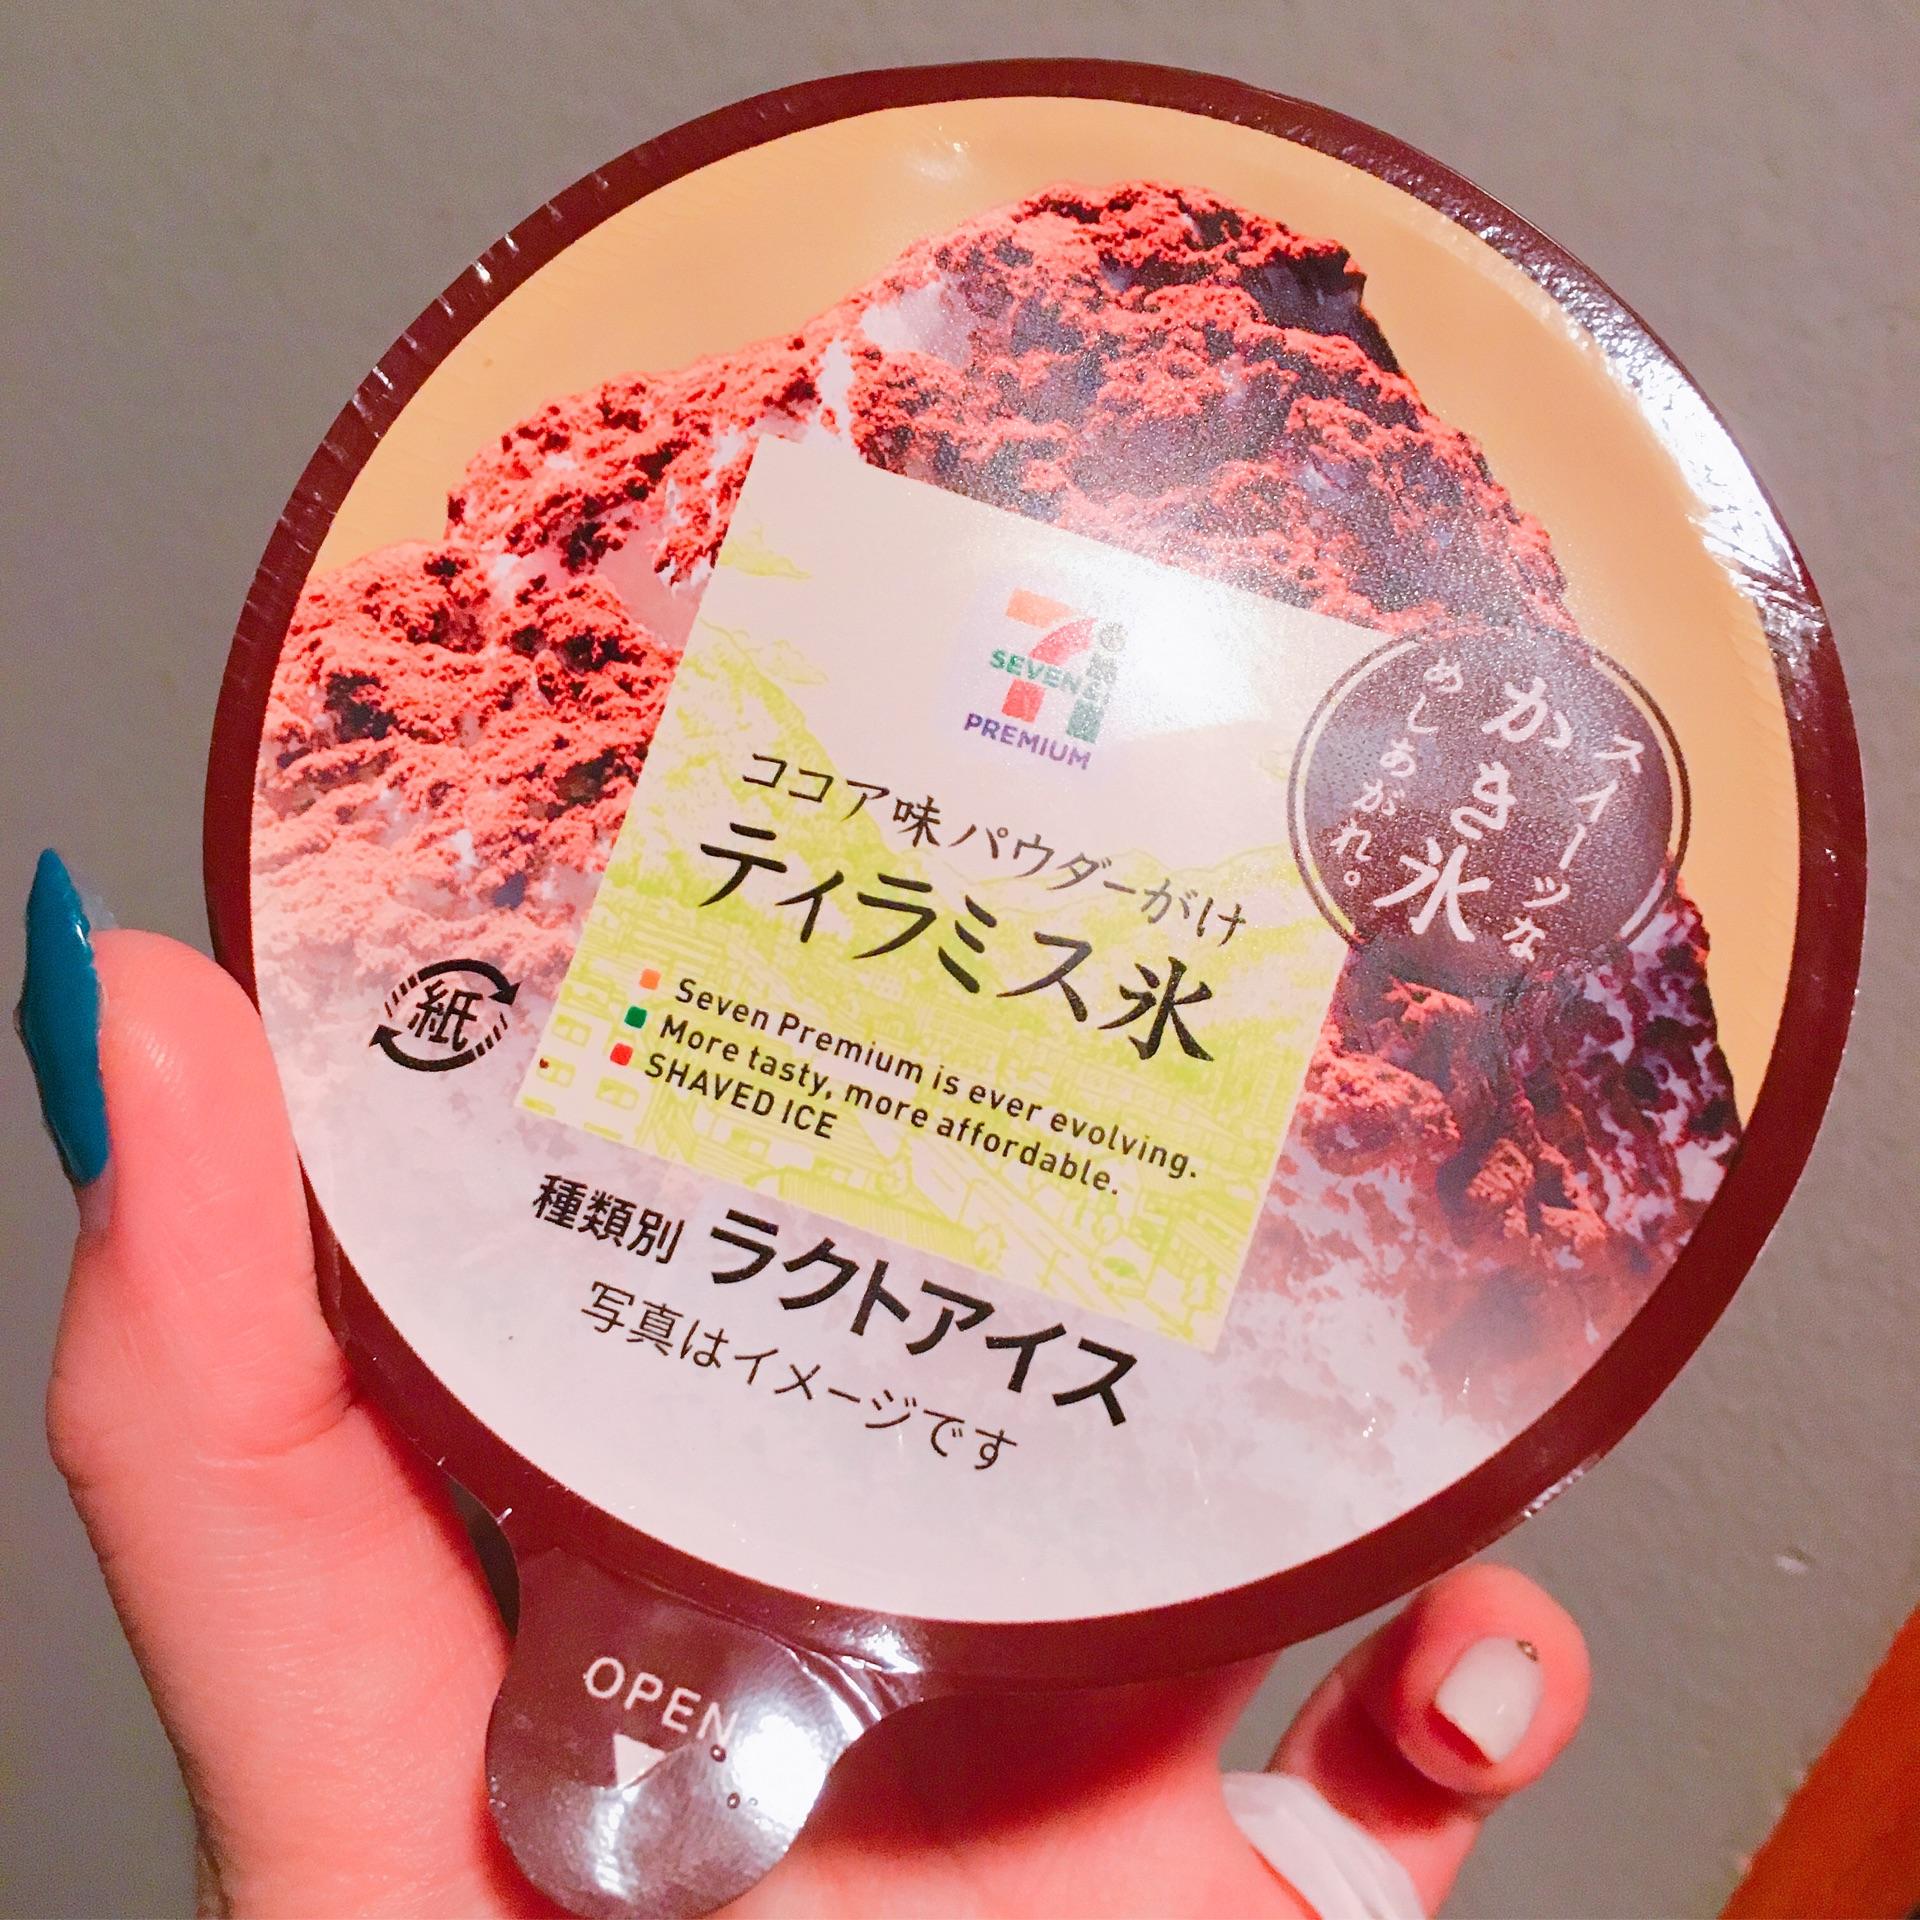 7
SEVEN&i
PREMIUM
スイーツな
かき氷
めしあがれ。
ココア味パウダーがけ
ティラミス氷
Seven Premium is ever evolving.
More tasty, more affordable.
SHAVED ICE
紙
種類別 ラクトアイス
写真はイメージです
OPEN